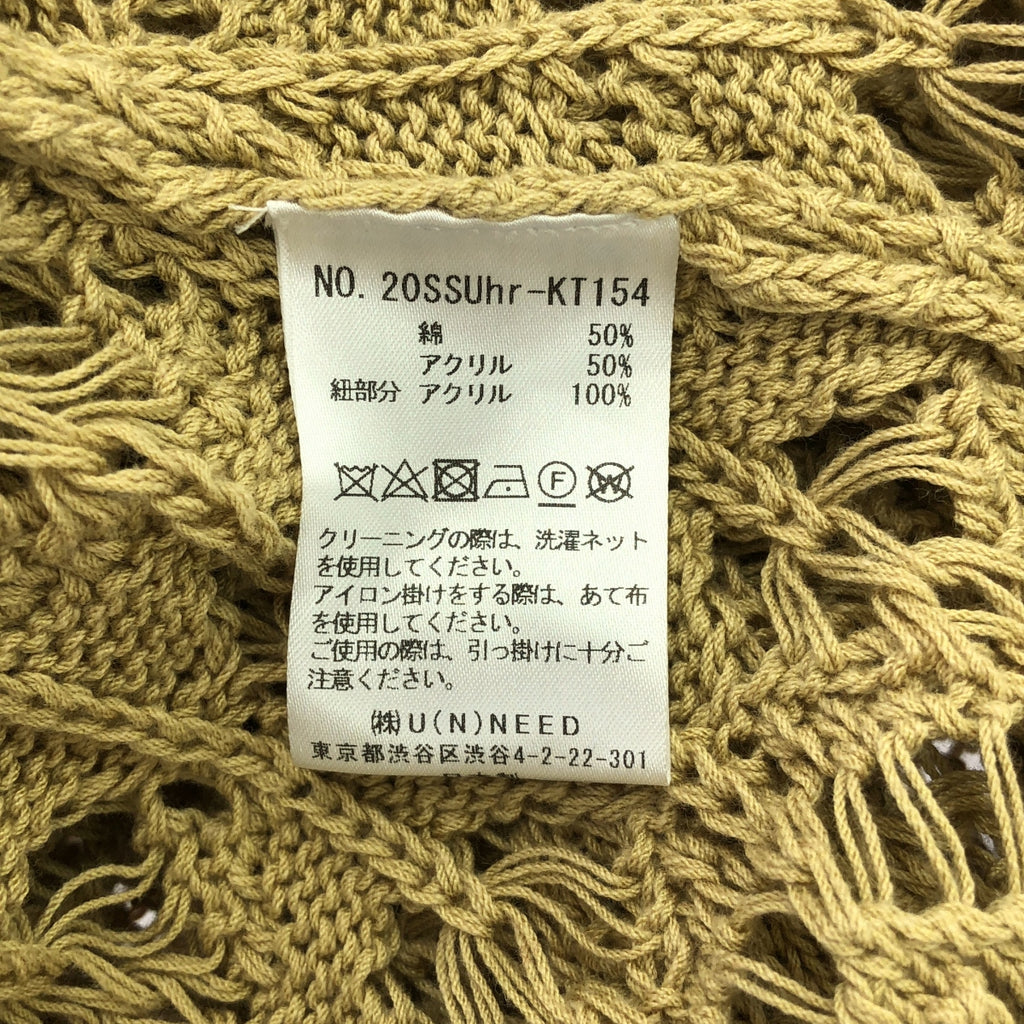 NO. 20SSUhr-KT154
綿 50%
アクリル 50%
紐部分 アクリル 100%
F W
クリーニングの際は、洗濯ネット
を使用してください。
アイロン掛けをする際は、あて布
を使用してください。
ご使用の際は、引っ掛けに十分ご
注意ください。
㈱U(N)NEED
東京都渋谷区渋谷4-2-22-301